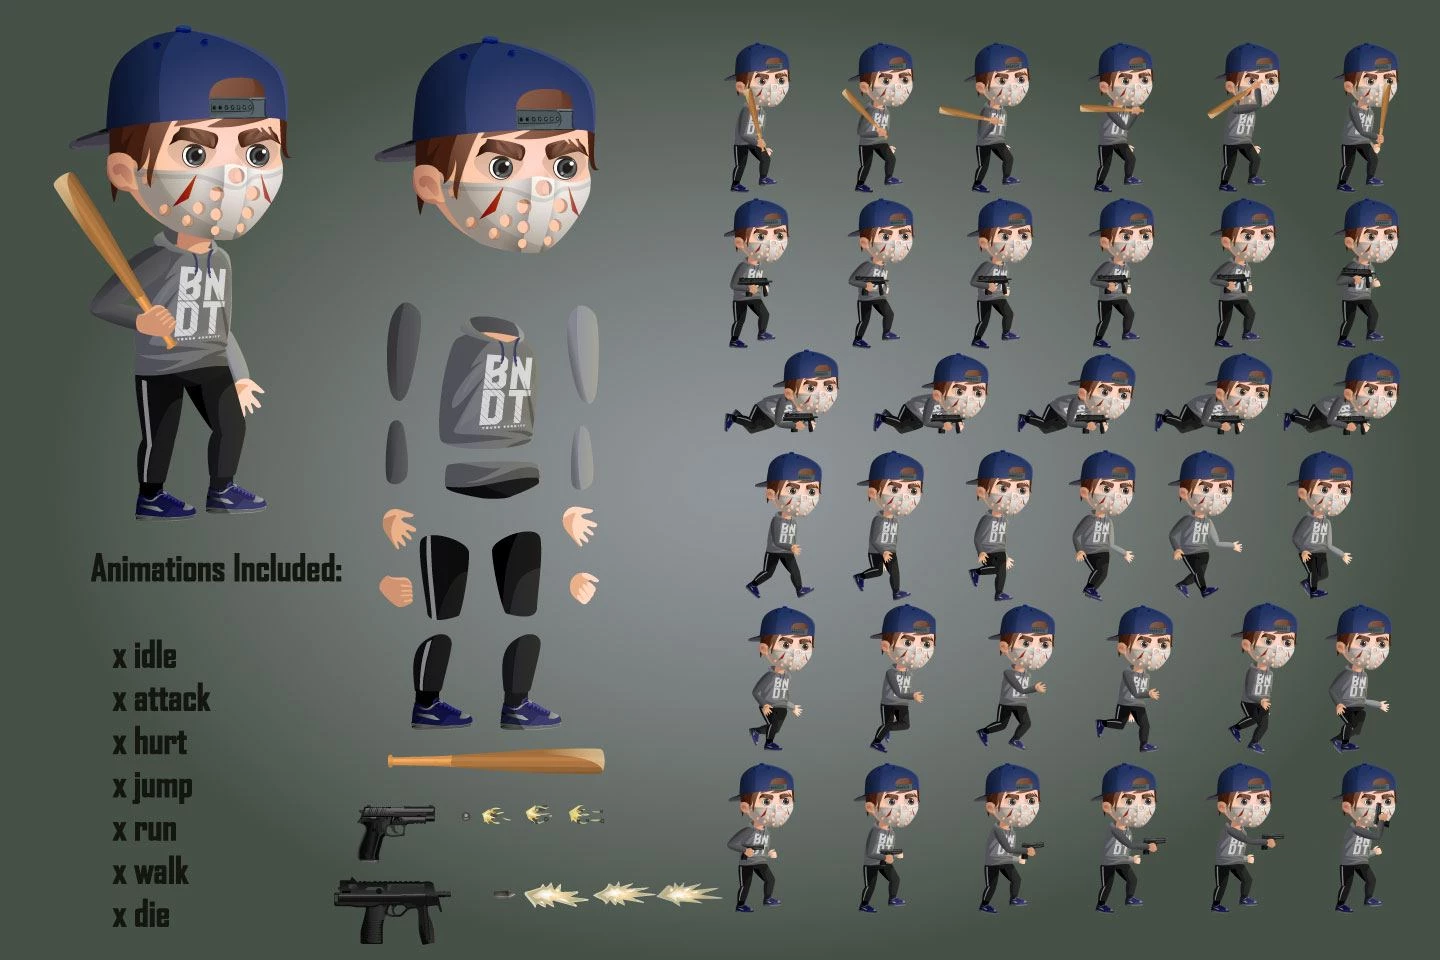 BN
DT
Animations Included:
x idle
x attack
x hurt
x jump
x run
x walk
x die
BN
DT